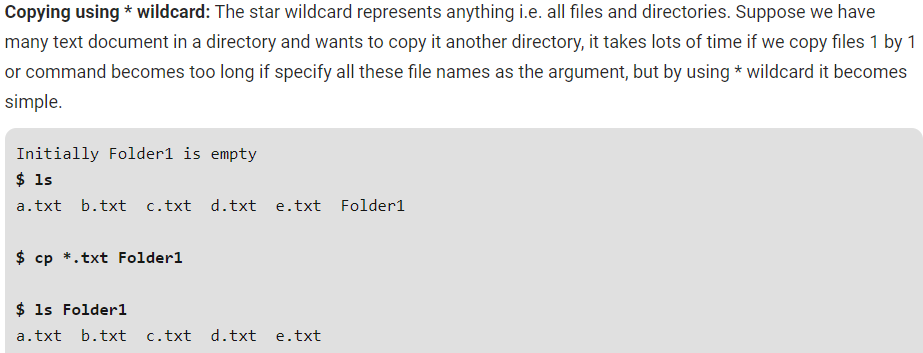 Copying using * wildcard: The star wildcard represents anything i.e. all files and directories. Suppose we have
many text document in a directory and wants to copy it another directory, it takes lots of time if we copy files 1 by 1
or command becomes too long if specify all these file names as the argument, but by using * wildcard it becomes
simple.
Initially Folder1 is empty
$ ls
a.txt  b.txt  c.txt  d.txt  e.txt  Folder1
$ cp *.txt Folder1
$ ls Folder1
a.txt  b.txt  c.txt  d.txt  e.txt